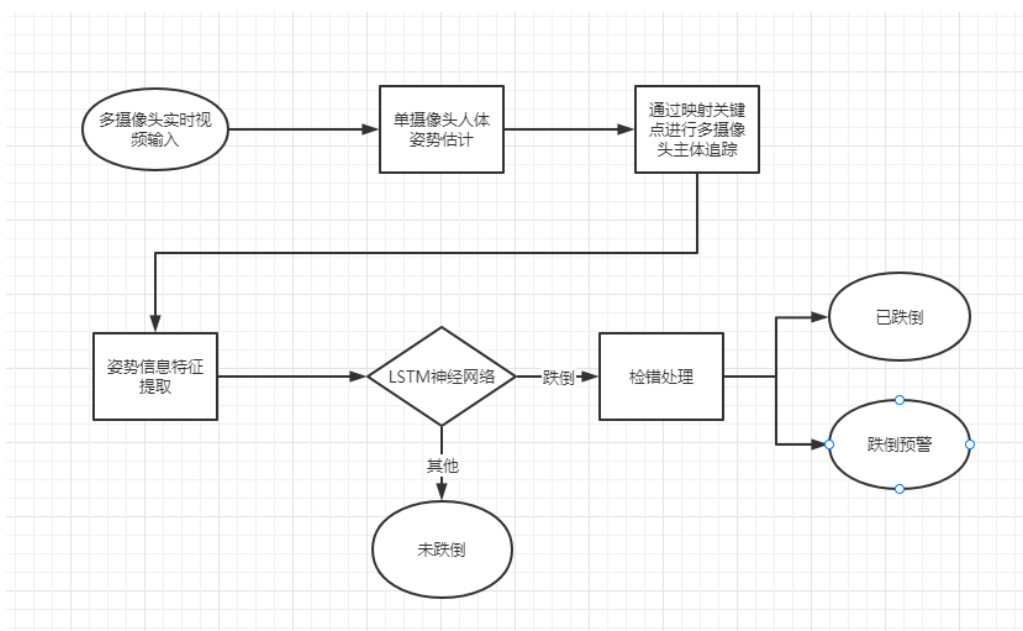 多摄像头实时视
频输入
单摄像头人体
姿势估计
通过映射关键
点进行多摄像
头主体追踪
姿势信息特征
提取
LSTM神经网络
跌倒
检错处理
已跌倒
跌倒预警
其他
未跌倒